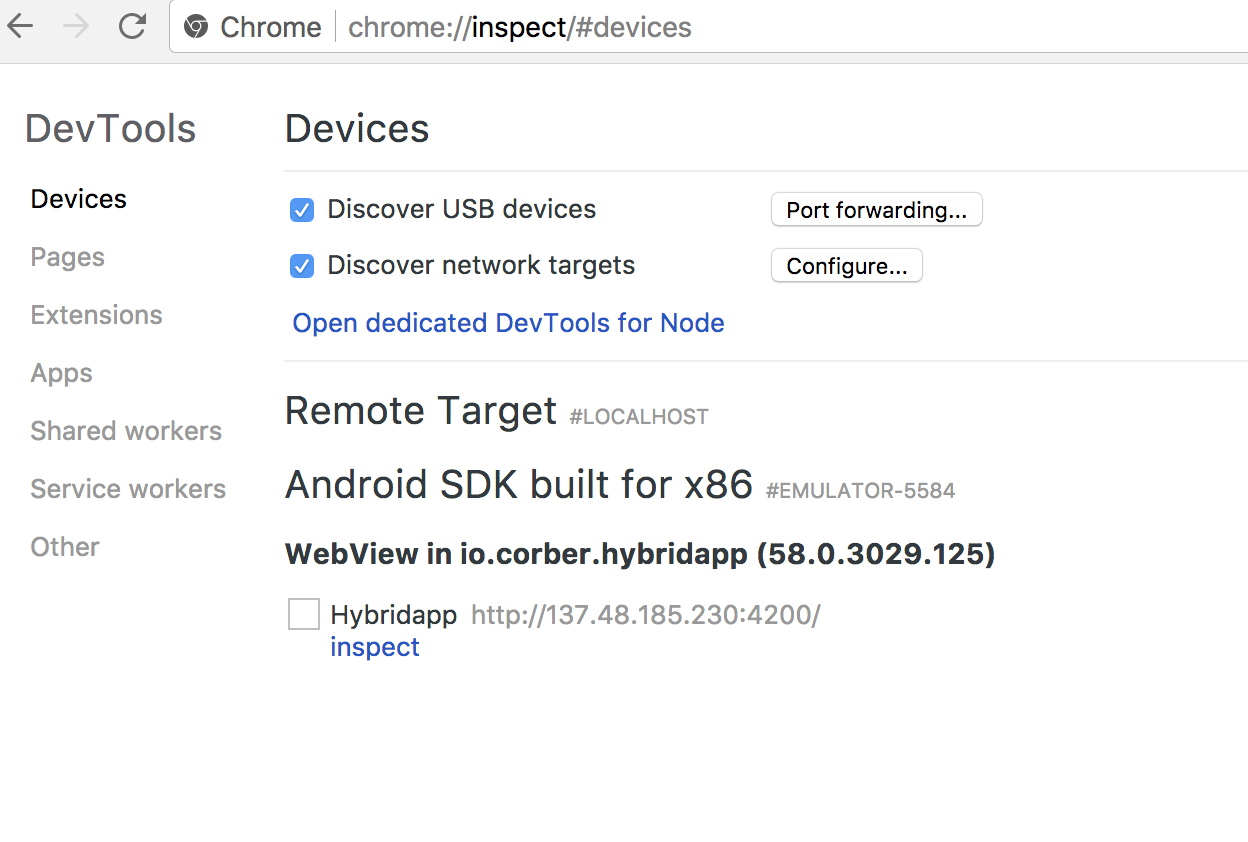 Chrome chrome://inspect/#devices
DevTools
Devices
Pages
Extensions
Apps
Shared workers
Service workers
Other
Devices
Discover USB devices Port forwarding...
Discover network targets Configure...
Open dedicated DevTools for Node
Remote Target #LOCALHOST
Android SDK built for x86 #EMULATOR-5584
WebView in io.corber.hybridapp (58.0.3029.125)
Hybridapp http://137.48.185.230:4200/
inspect